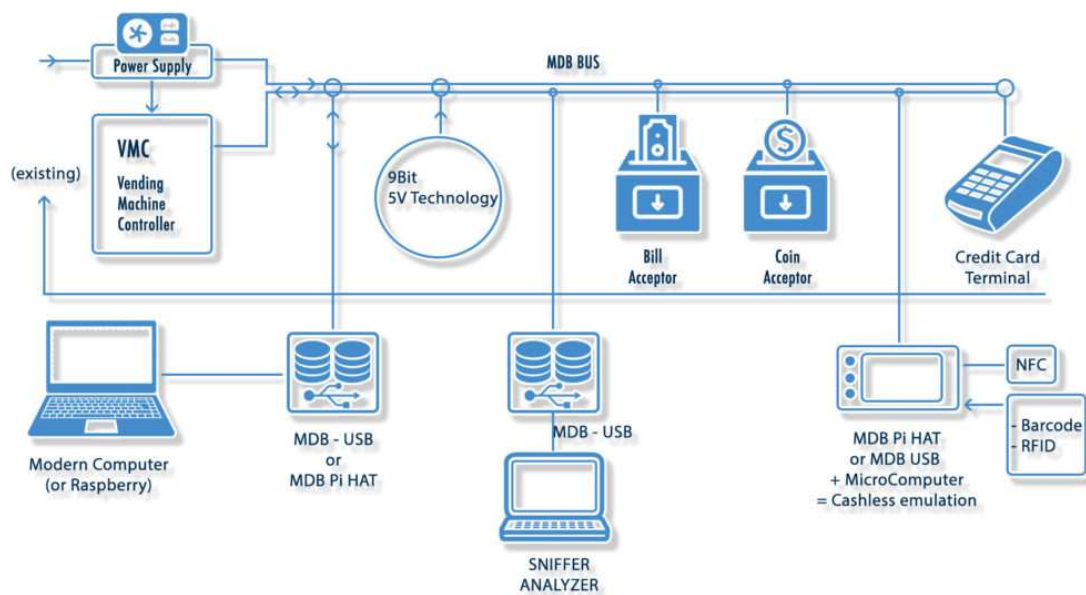 Power Supply
MDB BUS
VMC
Vending
Machine
Controller
(existing)
9Bit
5V Technology
Bill
Acceptor
Coin
Acceptor
Credit Card
Terminal
Modern Computer
(or Raspberry)
MDB - USB
or
MDB Pi HAT
MDB - USB
SNIFFER
ANALYZER
MDB Pi HAT
or MDB USB
+ MicroComputer
= Cashless emulation
NFC
- Barcode
- RFID